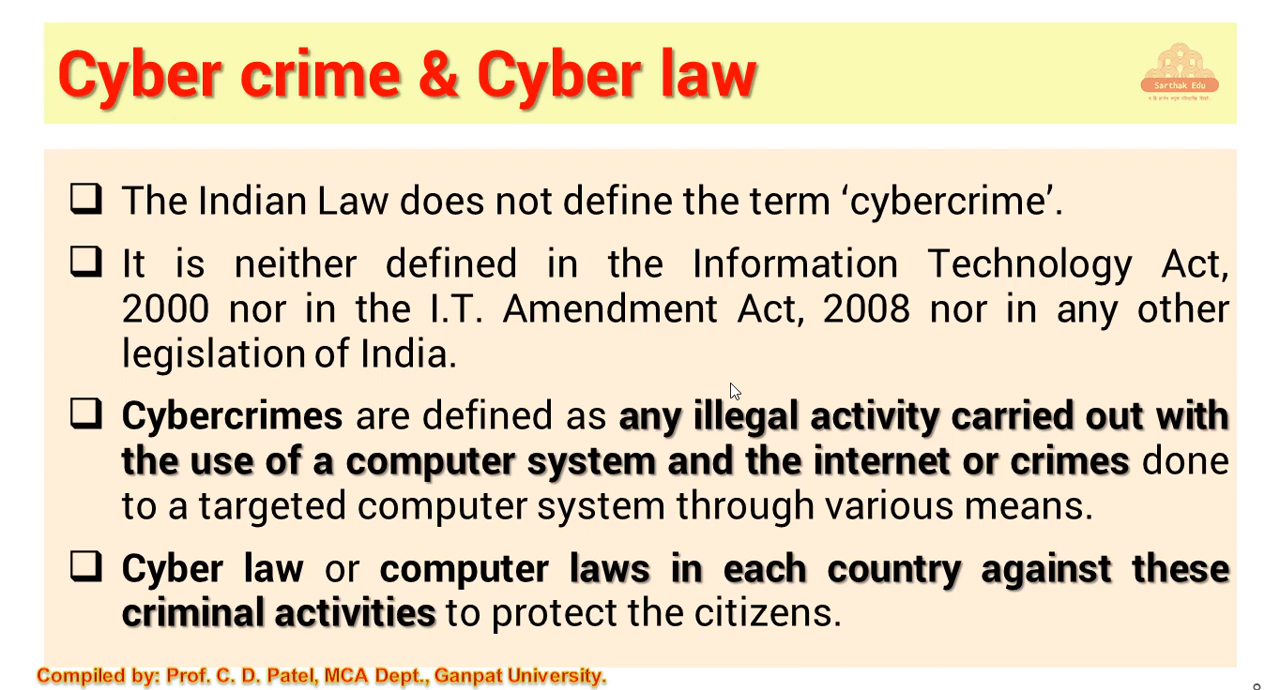 Cyber crime & Cyber law
Sarthak Edu
The Indian Law does not define the term ‘cybercrime’.
It is neither defined in the Information Technology Act,
2000 nor in the I.T. Amendment Act, 2008 nor in any other
legislation of India.
Cybercrimes are defined as any illegal activity carried out with
the use of a computer system and the internet or crimes done
to a targeted computer system through various means.
Cyber law or computer laws in each country against these
criminal activities to protect the citizens.
Compiled by: Prof. C. D. Patel, MCA Dept., Ganpat University.